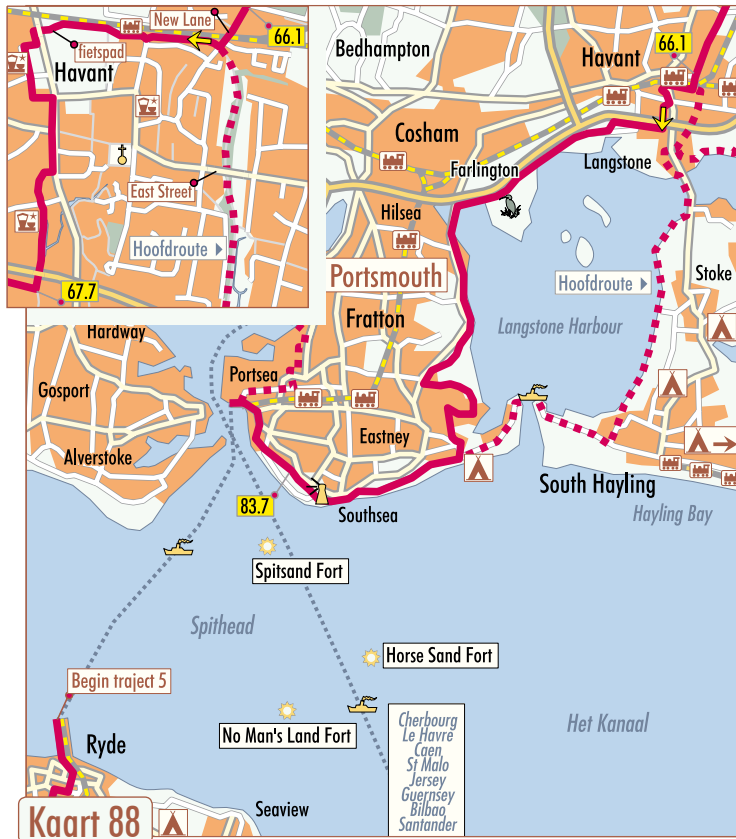 New Lane
66.1
fietspad
Havant
East Street
Hoofdroute
67.7
Bedhampton
Havant
66.1
Cosham
Farlington
Langstone
Hilsea
Portsmouth
Hoofdroute
Stoke
Fratton
Langstone Harbour
Hardway
Portsea
Gosport
Eastney
Alverstoke
South Hayling
83.7
Southsea
Hayling Bay
Spitsand Fort
Spithead
Horse Sand Fort
Begin traject 5
No Man's Land Fort
Het Kanaal
Ryde
Cherbourg
Le Havre
Caen
St Malo
Jersey
Guernsey
Bilbao
Santander
Seaview
Kaart 88